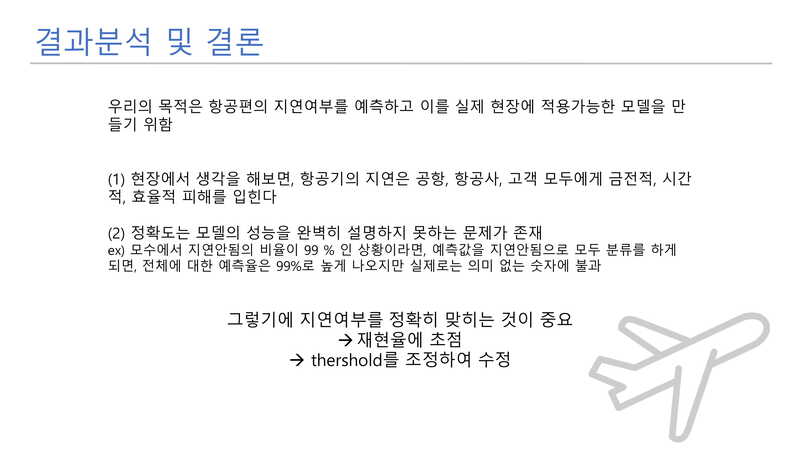 결과분석 및 결론
우리의 목적은 항공편의 지연여부를 예측하고 이를 실제 현장에 적용가능한 모델을 만
들기 위함
(1) 현장에서 생각을 해보면, 항공기의 지연은 공항, 항공사, 고객 모두에게 금전적, 시간
적, 효율적 피해를 입힌다
(2) 정확도는 모델의 성능을 완벽히 설명하지 못하는 문제가 존재
ex) 모수에서 지연안됨의 비율이 99 % 인 상황이라면, 예측값을 지연안됨으로 모두 분류를 하게
되면, 전체에 대한 예측율은 99%로 높게 나오지만 실제로는 의미 없는 숫자에 불과
그렇기에 지연여부를 정확히 맞히는 것이 중요
→ 재현율에 초점
→ thershold를 조정하여 수정